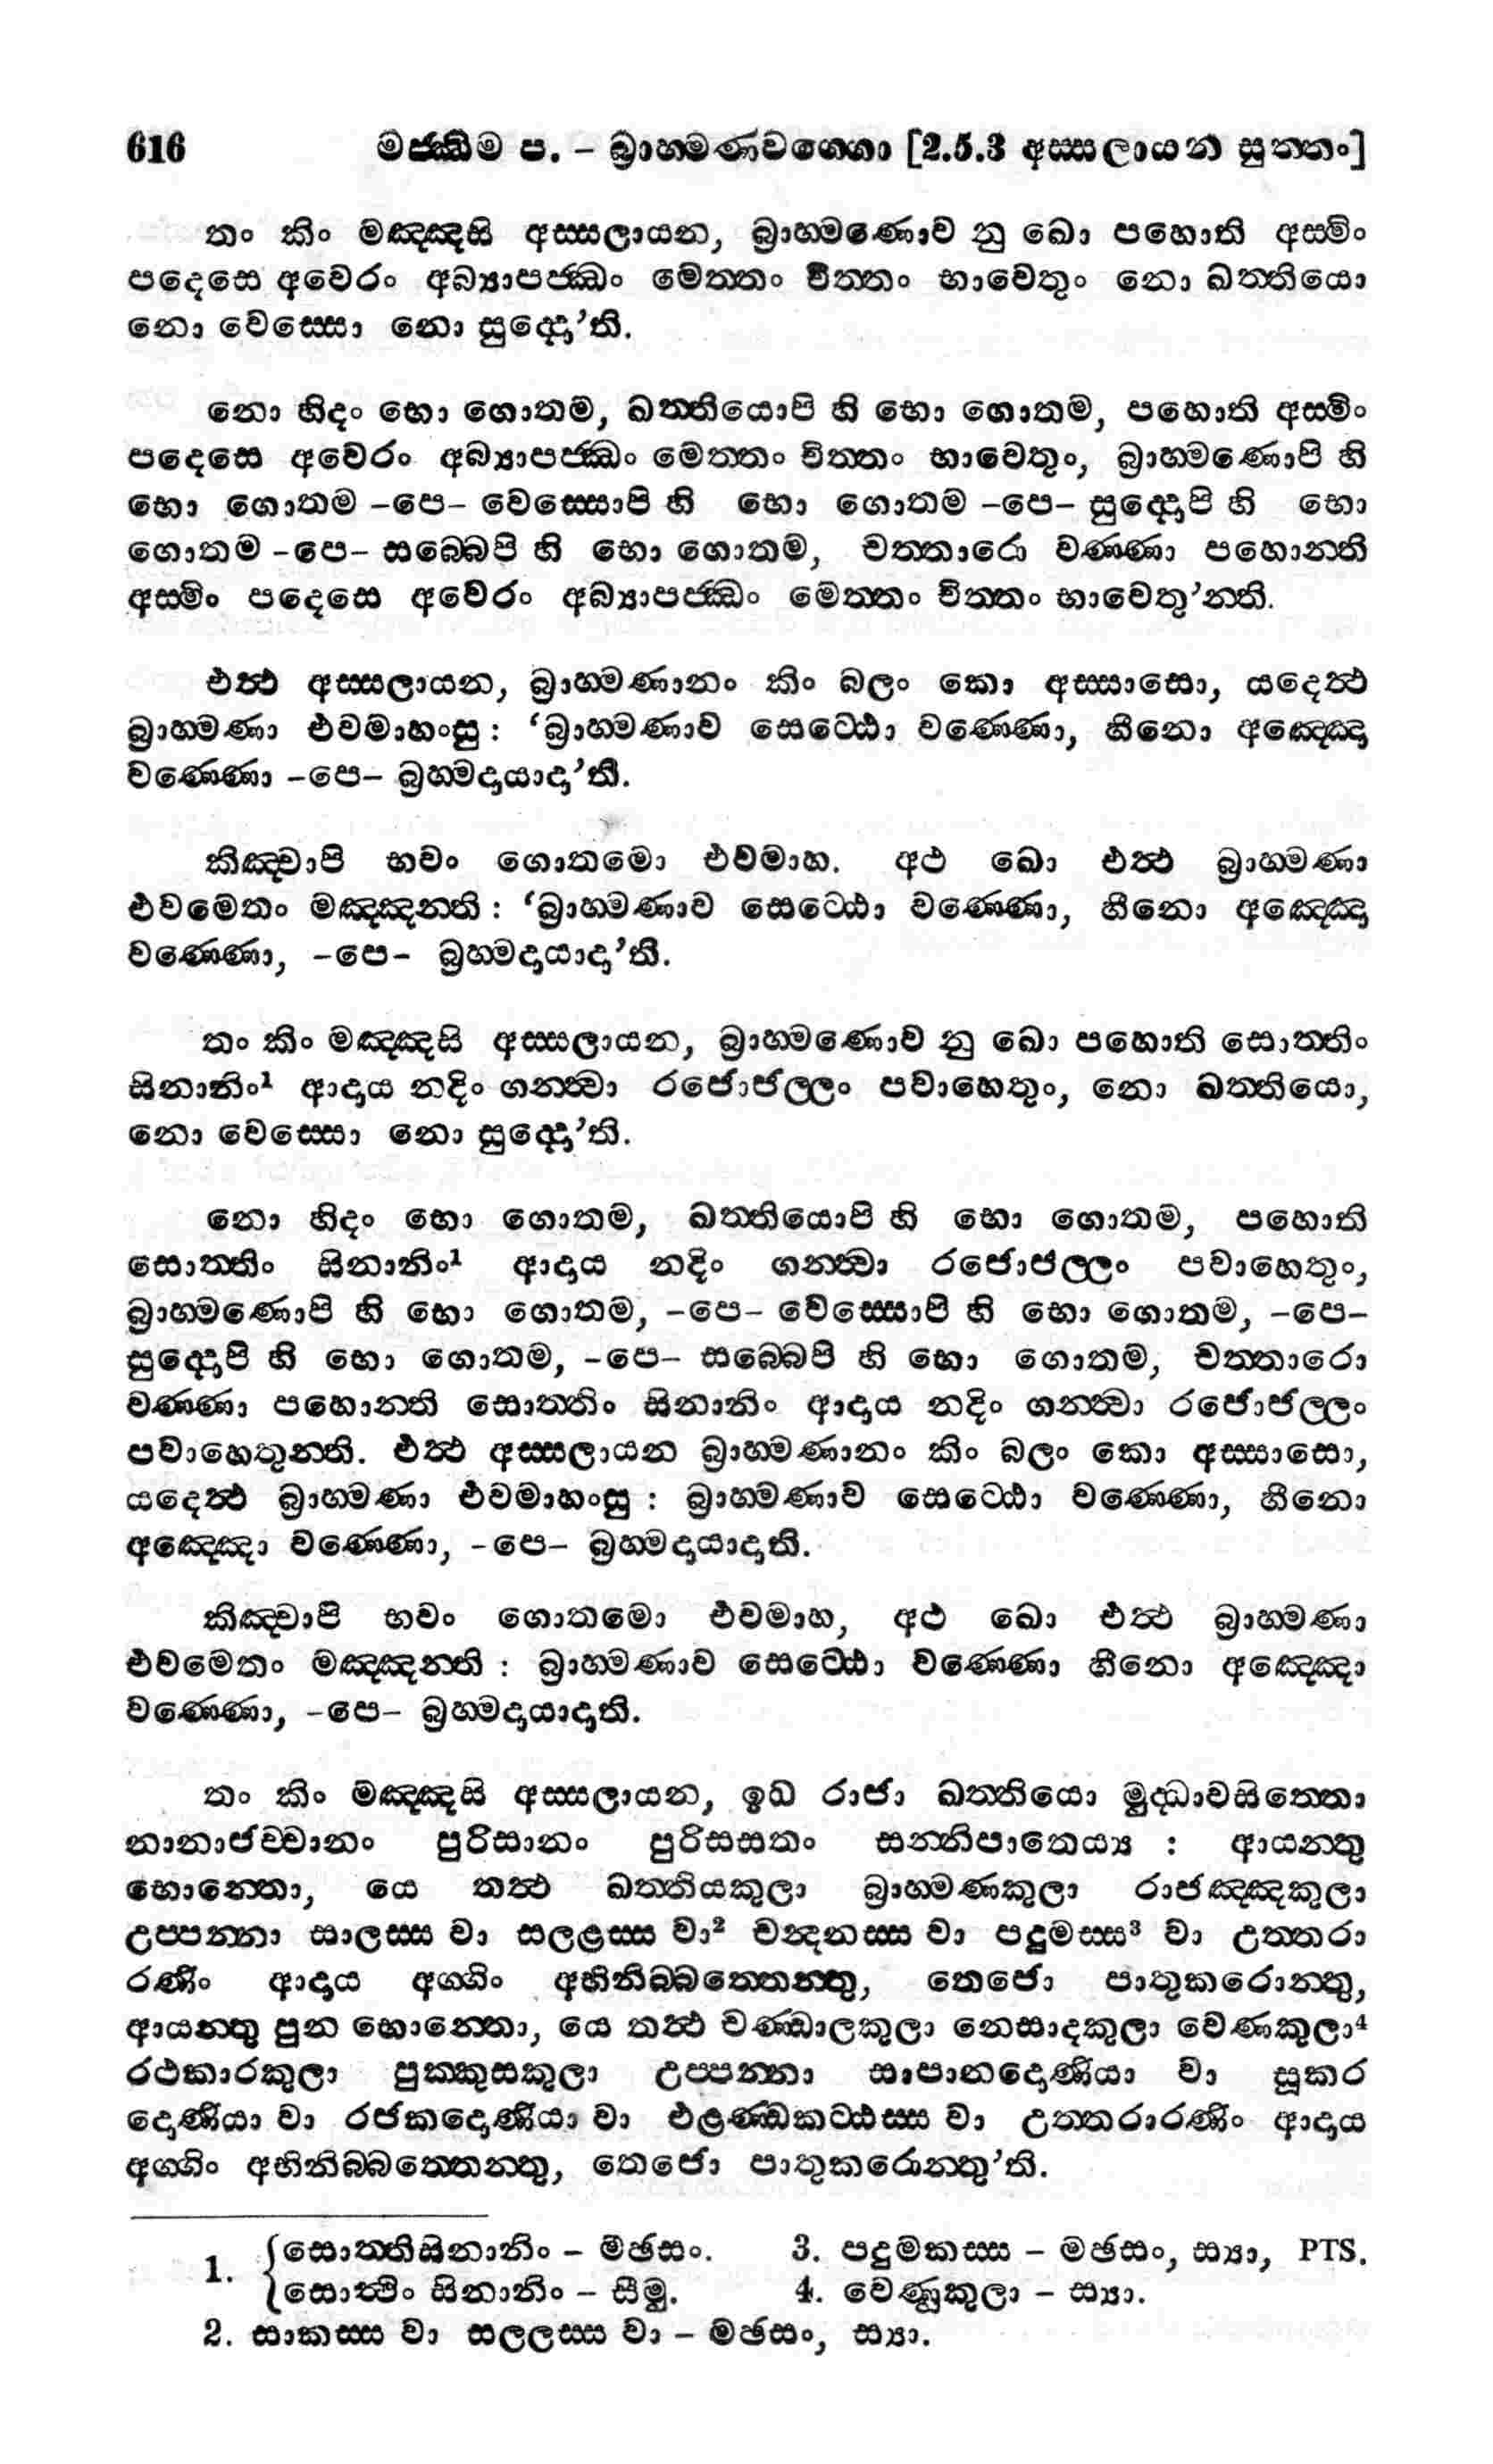 616 මජ්ඣිම ප. – බ්‍රාහ්මණවග්ගො [2.5.3 අස්සලායන සුත්තං]
තං කිං මඤ්ඤසි අස්සලායන, බ්‍රාහ්මණොව නු ඛො පහොති අස්මිං
පදෙසෙ අවෙරං අබ්‍යාපජ්ඣං මෙත්තං චිත්තං භාවෙතුං නො ඛත්තියො
නො වෙස්සො නො සුද්දො’ති.
නො හිදං භො ගොතම, ඛත්තියොපි හි භො ගොතම, පහොති අස්මිං
පදෙසෙ අවෙරං අබ්‍යාපජ්ඣං මෙත්තං චිත්තං භාවෙතුං, බ්‍රාහ්මණොපි හි
භො ගොතම –පෙ– වෙස්සොපි හි භො ගොතම –පෙ– සුද්දොපි හි භො
ගොතම –පෙ– සබ්බෙපි හි භො ගොතම, චත්තාරො වණ්ණා පහොන්ති
අස්මිං පදෙසෙ අවෙරං අබ්‍යාපජ්ඣං මෙත්තං චිත්තං භාවෙතු’න්ති.
එත්ථ අස්සලායන, බ්‍රාහ්මණානං කිං බලං කො අස්සාසො, යදෙත්ථ
බ්‍රාහ්මණා එවමාහංසු : ‘බ්‍රාහ්මණාව සෙට්ඨො වණ්ණො, හීනො අඤ්ඤො
වණ්ණො –පෙ– බ්‍රහ්මදායාදා’ති.
කිඤ්චාපි භවං ගොතමො එවමාහ. අථ ඛො එත්ථ බ්‍රාහ්මණා
එවමෙතං මඤ්ඤන්ති : ‘බ්‍රාහ්මණාව සෙට්ඨො වණ්ණො, හීනො අඤ්ඤො
වණ්ණො, –පෙ– බ්‍රහ්මදායාදා’ති.
තං කිං මඤ්ඤසි අස්සලායන, බ්‍රාහ්මණොව නු ඛො පහොති සොත්තිං
සිනානිං¹ ආදාය නදිං ගන්ත්වා රජොජල්ලං පවාහෙතුං, නො ඛත්තියො,
නො වෙස්සො නො සුද්දො’ති.
නො හිදං භො ගොතම, ඛත්තියොපි හි භො ගොතම, පහොති
සොත්තිං සිනානිං¹ ආදාය නදිං ගන්ත්වා රජොජල්ලං පවාහෙතුං,
බ්‍රාහ්මණොපි හි භො ගොතම, –පෙ– වෙස්සොපි හි භො ගොතම, –පෙ–
සුද්දොපි හි භො ගොතම, –පෙ– සබ්බෙපි හි භො ගොතම, චත්තාරො
වණ්ණා පහොන්ති සොත්තිං සිනානිං ආදාය නදිං ගන්ත්වා රජොජල්ලං
පවාහෙතුන්ති. එත්ථ අස්සලායන බ්‍රාහ්මණානං කිං බලං කො අස්සාසො,
යදෙත්ථ බ්‍රාහ්මණා එවමාහංසු : බ්‍රාහ්මණාව සෙට්ඨො වණ්ණො, හීනො
අඤ්ඤො වණ්ණො, –පෙ– බ්‍රහ්මදායාදාති.
කිඤ්චාපි භවං ගොතමො එවමාහ, අථ ඛො එත්ථ බ්‍රාහ්මණා
එවමෙතං මඤ්ඤන්ති : බ්‍රාහ්මණාව සෙට්ඨො වණ්ණො හීනො අඤ්ඤො
වණ්ණො, –පෙ– බ්‍රහ්මදායාදාති.
තං කිං මඤ්ඤසි අස්සලායන, ඉධ රාජා ඛත්තියො මුද්ධාවසිත්තො
නානාජච්චානං පුරිසානං පුරිසසතං සන්නිපාතෙය්‍ය : ආයන්තු
භොන්තො, යෙ තත්ථ ඛත්තියකුලා බ්‍රාහ්මණකුලා රාජඤ්ඤකුලා
උප්පන්නා සාලස්ස වා සලළස්ස වා² චන්දනස්ස වා පදුමස්ස³ වා උත්තරා
රණිං ආදාය අග්ගිං අභිනිබ්බත්තෙන්තු, තෙජො පාතුකරොන්තු,
ආයන්තු පුන භොන්තො, යෙ තත්ථ චණ්ඩාලකුලා නෙසාදකුලා වෙණකුලා⁴
රථකාරකුලා පුක්කුසකුලා උප්පන්නා සාපානදොණියා වා සූකර
දොණියා වා රජකදොණියා වා එළණ්ඩකට්ඨස්ස වා උත්තරාරණිං ආදාය
අග්ගිං අභිනිබ්බත්තෙන්තු, තෙජො පාතුකරොන්තු’ති.
1. {සොත්තිසිනානිං – මඡසං.
{සොත්ථිං සිනානිං – සීමු.
2. සාකස්ස වා සලලස්ස වා – මඡසං, ස්‍යා.
3. පදුමකස්ස – මඡසං, ස්‍යා, PTS.
4. වෙණුකුලා – ස්‍යා.